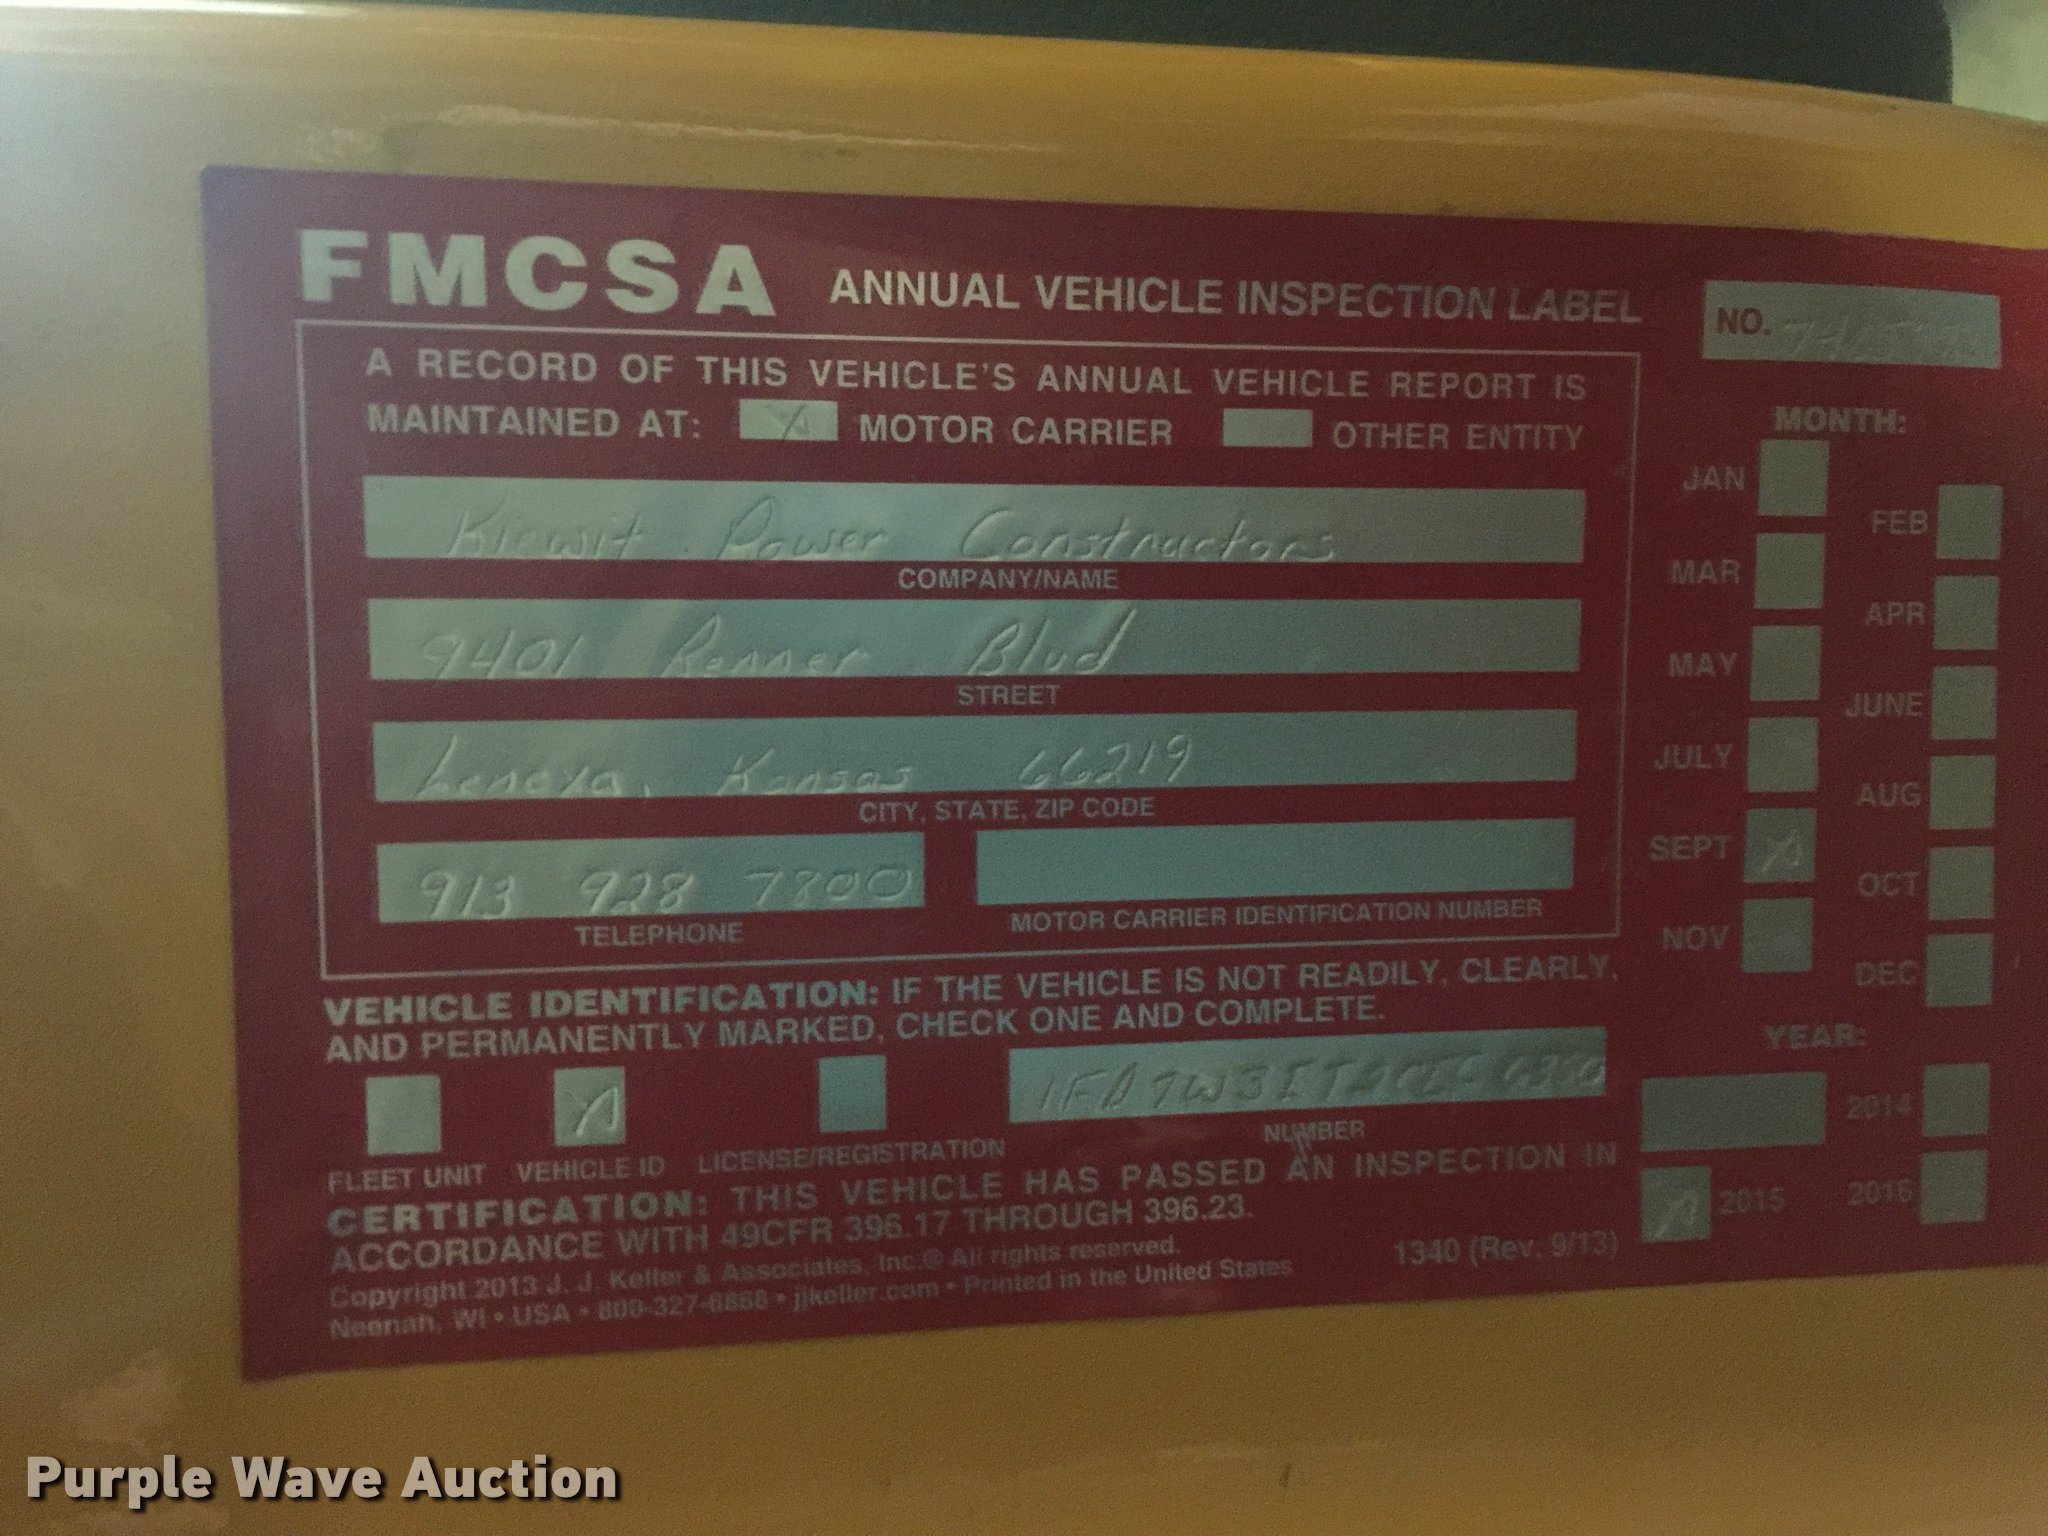 FMCSA ANNUAL VEHICLE INSPECTION LABEL
NO.
A RECORD OF THIS VEHICLE'S ANNUAL VEHICLE REPORT IS
MAINTAINED AT: X MOTOR CARRIER OTHER ENTITY
Kiewit Power Constructors
COMPANY/NAME
9401 Renner Blvd
STREET
Lenexa, Kansas 66219
CITY, STATE, ZIP CODE
913 928 7800
TELEPHONE
MOTOR CARRIER IDENTIFICATION NUMBER
VEHICLE IDENTIFICATION: IF THE VEHICLE IS NOT READILY, CLEARLY,
AND PERMANENTLY MARKED, CHECK ONE AND COMPLETE.
X
FLEET UNIT VEHICLE ID LICENSE/REGISTRATION
NUMBER
CERTIFICATION: THIS VEHICLE HAS PASSED AN INSPECTION IN
ACCORDANCE WITH 49CFR 396.17 THROUGH 396.23.
Copyright 2013 J. J. Keller & Associates, Inc.® All rights reserved.
Neenah, WI • USA • 800-327-6868 • jjkeller.com • Printed in the United States
1340 (Rev. 9/13)
MONTH:
JAN
FEB
MAR
APR
MAY
JUNE
JULY
AUG
SEPT X
OCT
NOV
DEC
YEAR:
2014
X 2015
2016
Purple Wave Auction